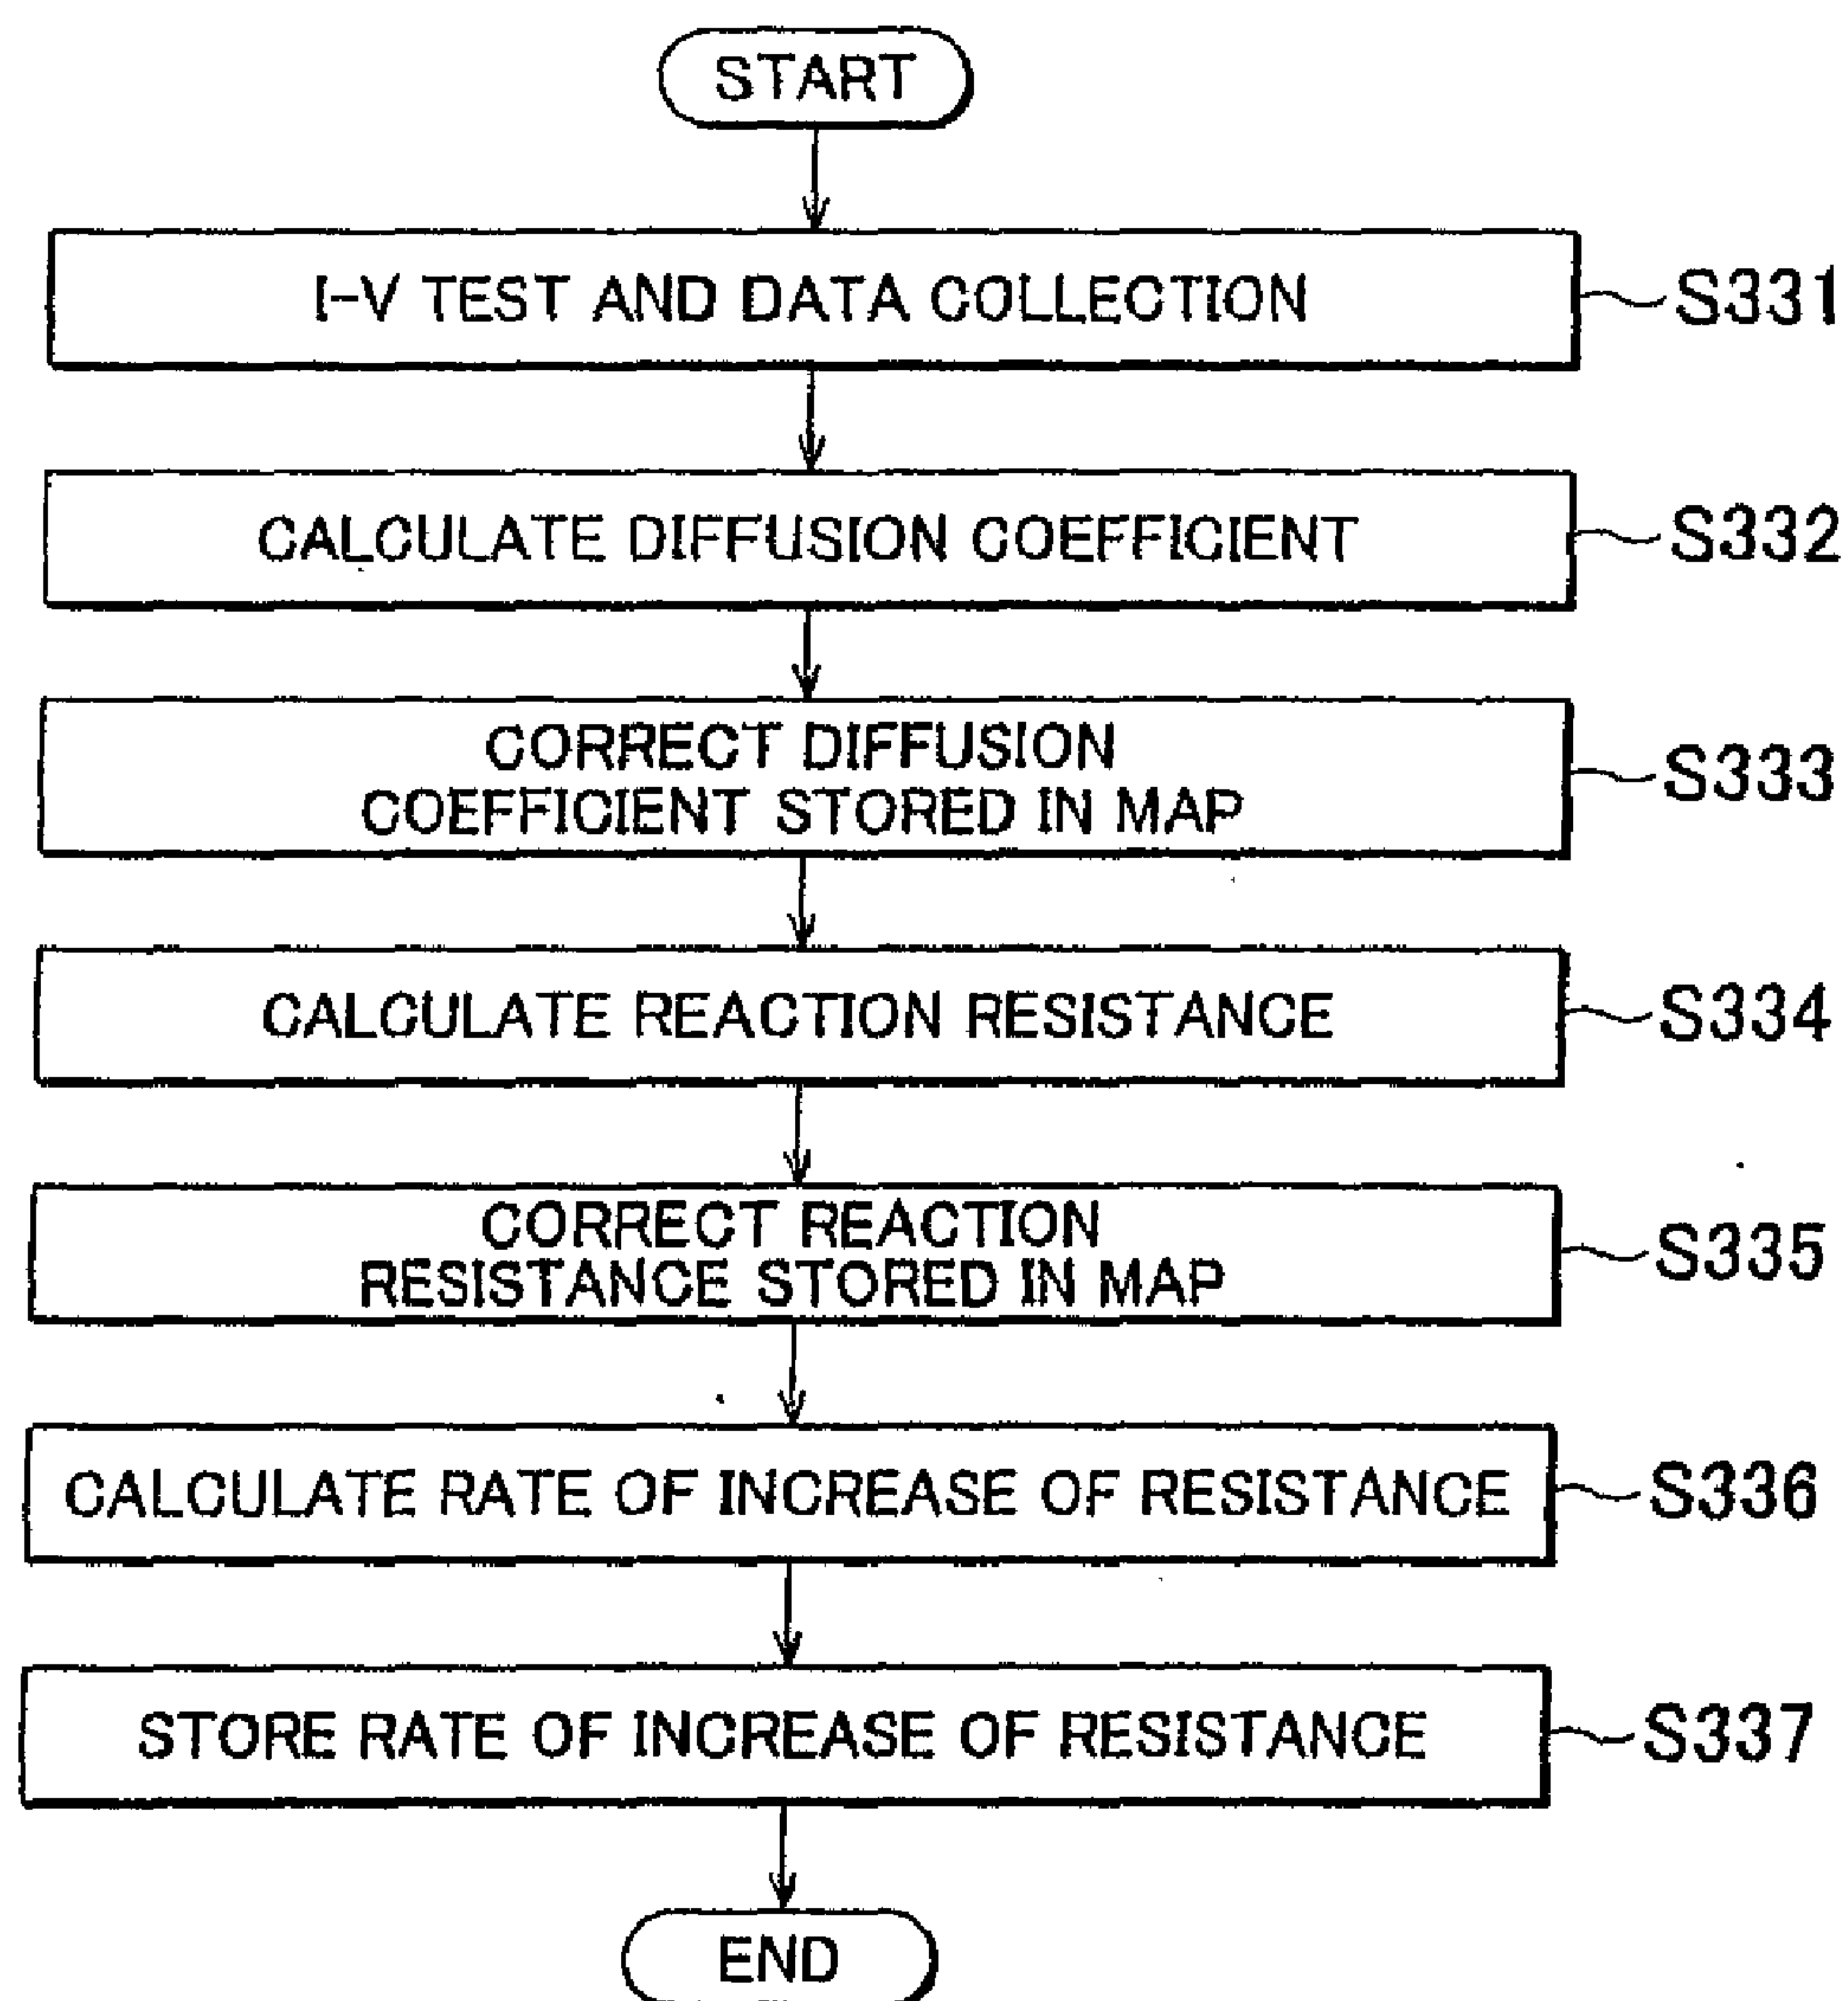 START
I-V TEST AND DATA COLLECTION
S331
CALCULATE DIFFUSION COEFFICIENT
S332
CORRECT DIFFUSION
COEFFICIENT STORED IN MAP
S333
CALCULATE REACTION RESISTANCE
S334
CORRECT REACTION
RESISTANCE STORED IN MAP
S335
CALCULATE RATE OF INCREASE OF RESISTANCE
S336
STORE RATE OF INCREASE OF RESISTANCE
S337
END